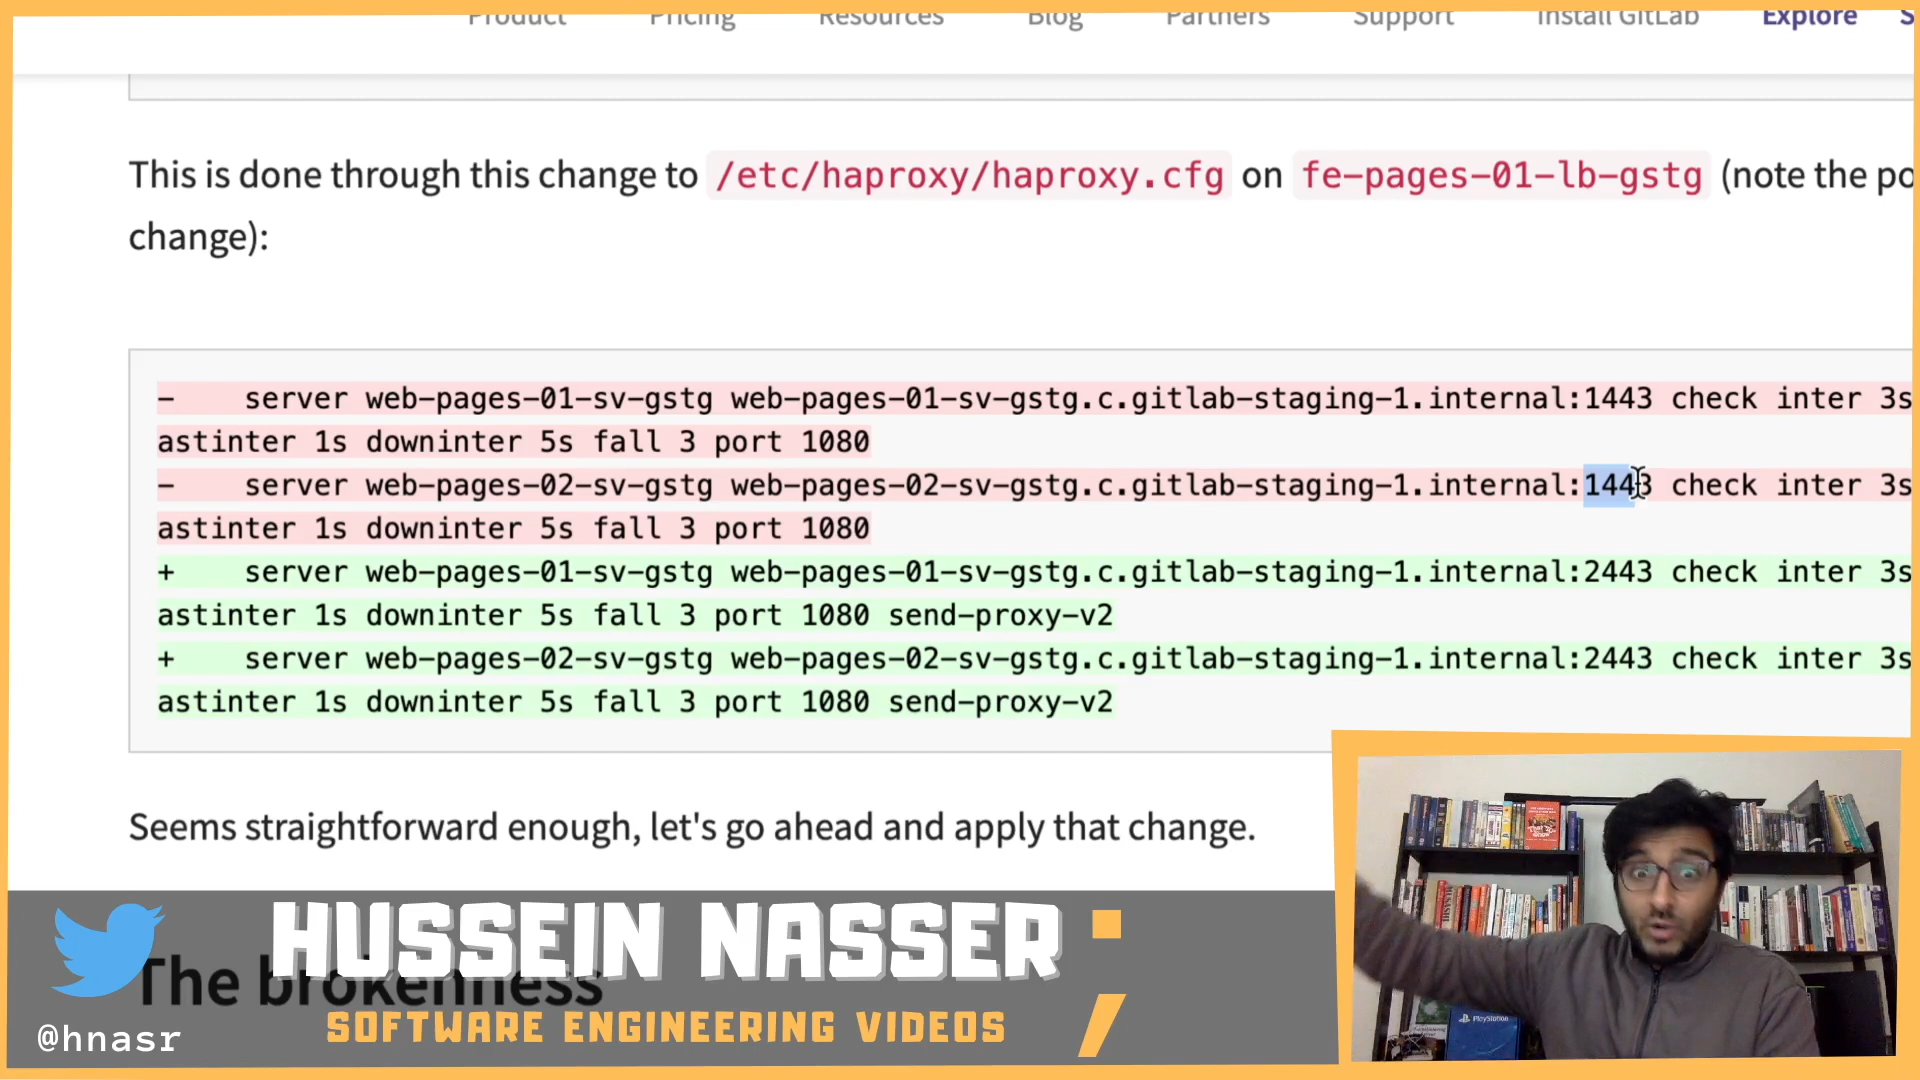 Product Pricing Resources Blog Partners Support Install GitLab Explore S
This is done through this change to /etc/haproxy/haproxy.cfg on fe-pages-01-lb-gstg (note the po
change):
-    server web-pages-01-sv-gstg web-pages-01-sv-gstg.c.gitlab-staging-1.internal:1443 check inter 3s
astinter 1s downinter 5s fall 3 port 1080
-    server web-pages-02-sv-gstg web-pages-02-sv-gstg.c.gitlab-staging-1.internal:1443 check inter 3s
astinter 1s downinter 5s fall 3 port 1080
+    server web-pages-01-sv-gstg web-pages-01-sv-gstg.c.gitlab-staging-1.internal:2443 check inter 3s
astinter 1s downinter 5s fall 3 port 1080 send-proxy-v2
+    server web-pages-02-sv-gstg web-pages-02-sv-gstg.c.gitlab-staging-1.internal:2443 check inter 3s
astinter 1s downinter 5s fall 3 port 1080 send-proxy-v2
Seems straightforward enough, let's go ahead and apply that change.
HUSSEIN NASSER ;
The brokenness
SOFTWARE ENGINEERING VIDEOS
@hnasr
PlayStation